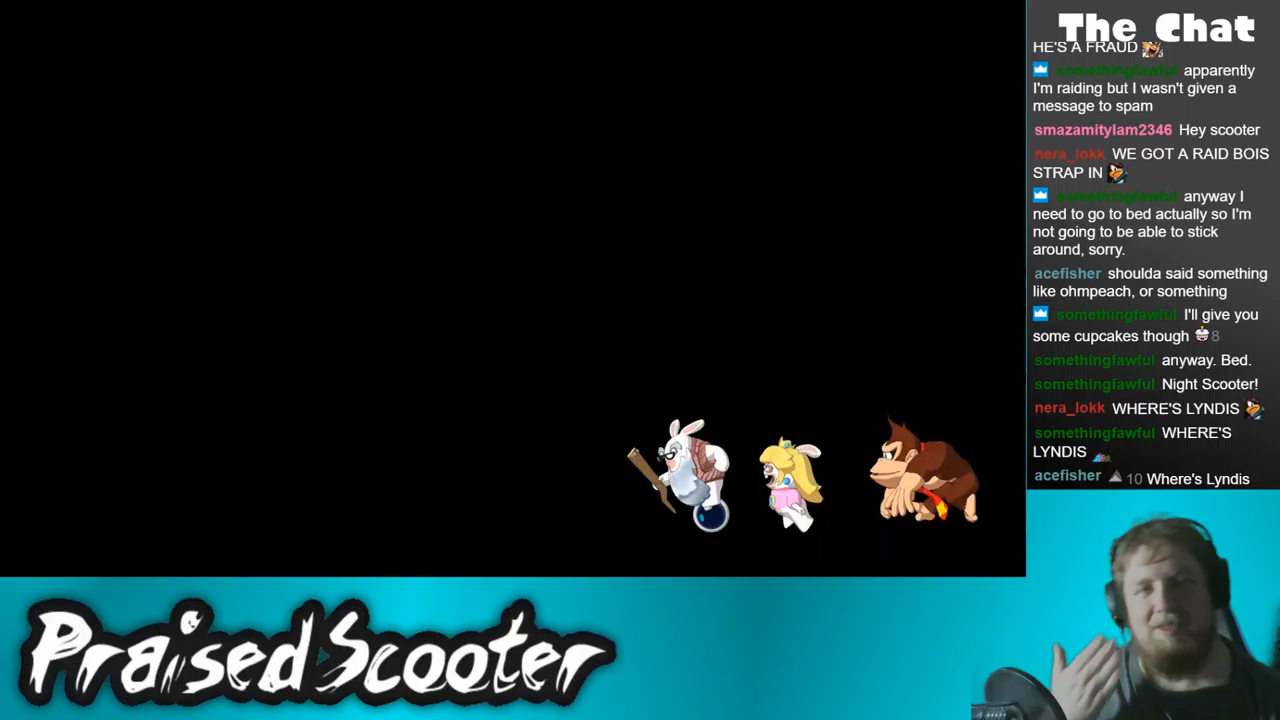 The Chat
HE'S A FRAUD
somethingfawful apparently
I'm raiding but I wasn't given a
message to spam
smazamitylam2346 Hey scooter
nera_lokk WE GOT A RAID BOIS
STRAP IN
somethingfawful anyway I
need to go to bed actually so I'm
not going to be able to stick
around, sorry.
acefisher shoulda said something
like ohmpeach, or something
somethingfawful I'll give you
some cupcakes though 8
somethingfawful anyway. Bed.
somethingfawful Night Scooter!
nera_lokk WHERE'S LYNDIS
somethingfawful WHERE'S
LYNDIS
acefisher 10 Where's Lyndis
PraisedScooter